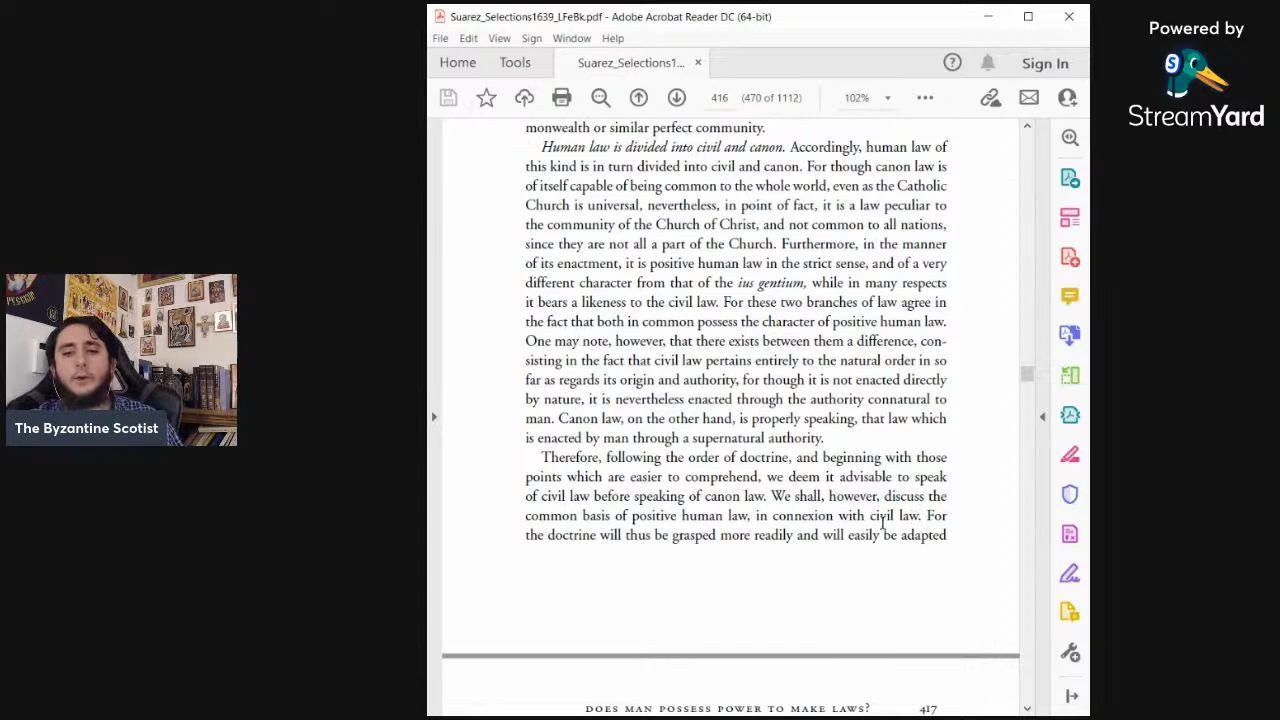 Suarez_Selections1639_LFeBk.pdf - Adobe Acrobat Reader DC (64-bit)
File Edit View Sign Window Help
Home Tools Suarez_Selections1... × Sign In
416 (470 of 1112) 102%
monwealth or similar perfect community.
Human law is divided into civil and canon. Accordingly, human law of
this kind is in turn divided into civil and canon. For though canon law is
of itself capable of being common to the whole world, even as the Catholic
Church is universal, nevertheless, in point of fact, it is a law peculiar to
the community of the Church of Christ, and not common to all nations,
since they are not all a part of the Church. Furthermore, in the manner
of its enactment, it is positive human law in the strict sense, and of a very
different character from that of the ius gentium, while in many respects
it bears a likeness to the civil law. For these two branches of law agree in
the fact that both in common possess the character of positive human law.
One may note, however, that there exists between them a difference, con-
sisting in the fact that civil law pertains entirely to the natural order in so
far as regards its origin and authority, for though it is not enacted directly
by nature, it is nevertheless enacted through the authority connatural to
man. Canon law, on the other hand, is properly speaking, that law which
is enacted by man through a supernatural authority.
Therefore, following the order of doctrine, and beginning with those
points which are easier to comprehend, we deem it advisable to speak
of civil law before speaking of canon law. We shall, however, discuss the
common basis of positive human law, in connexion with civil law. For
the doctrine will thus be grasped more readily and will easily be adapted
DOES MAN POSSESS POWER TO MAKE LAWS? 417
The Byzantine Scotist
Powered by
S
StreamYard